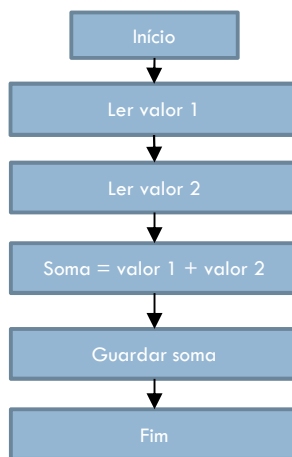 Início
Ler valor 1
Ler valor 2
Soma = valor 1 + valor 2
Guardar soma
Fim